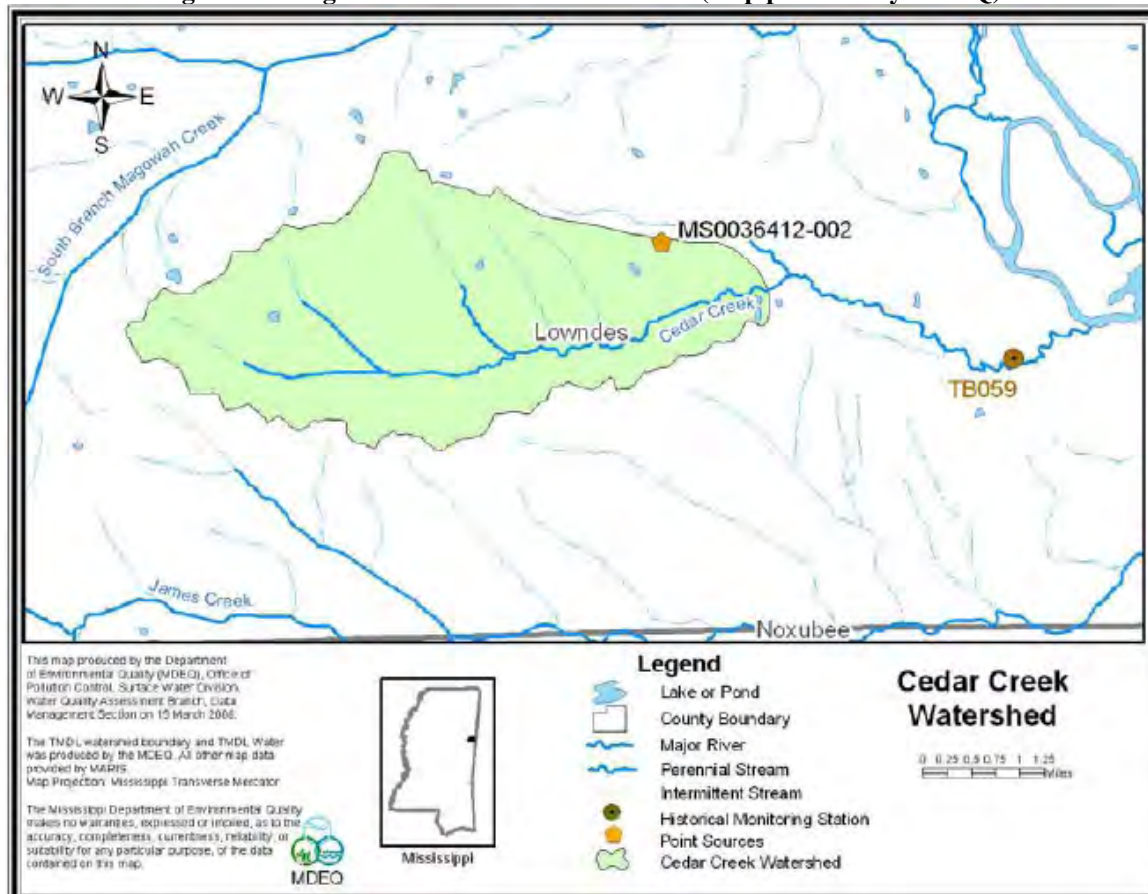 N
W E
S
South Branch Magowah Creek
MS0036412-002
Lowndes
Cedar Creek
TB059
James Creek
Noxubee
This map produced by the Department
of Environmental Quality (MDEQ), Office of
Pollution Control, Surface Water Division,
Water Quality Assessment Branch, Data
Management Section on 15 March 2006.
The TMDL watershed boundary and TMDL Water
was produced by the MDEQ. All other map data
provided by MARIS.
Map Projection: Mississippi Transverse Mercator
The Mississippi Department of Environmental Quality
makes no warranties, expressed or implied, as to the
accuracy, completeness, currentness, reliability, or
suitability for any particular purpose, of the data
contained on this map.
MDEQ
Mississippi
Legend
Lake or Pond
County Boundary
Major River
Perennial Stream
Intermittent Stream
Historical Monitoring Station
Point Sources
Cedar Creek Watershed
Cedar Creek
Watershed
0 0.25 0.5 0.75 1 1.25
Miles